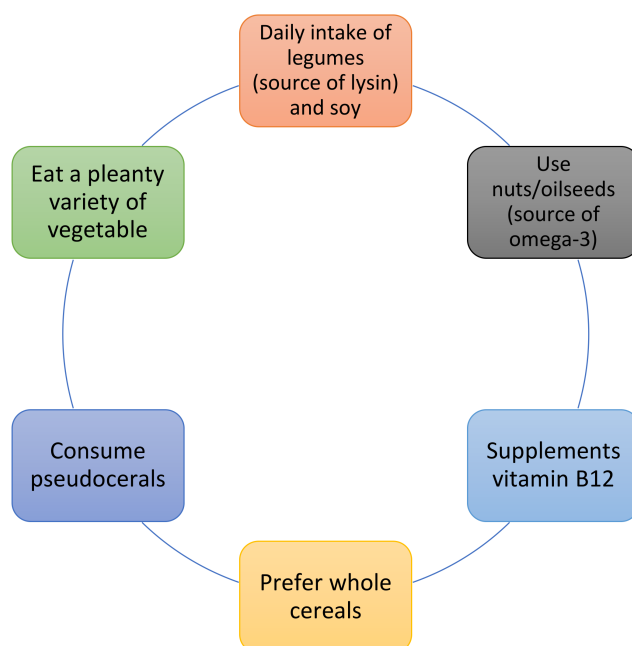 Daily intake of
legumes
(source of lysin)
and soy
Use
nuts/oilseeds
(source of
omega-3)
Supplements
vitamin B12
Prefer whole
cereals
Consume
pseudocerals
Eat a pleanty
variety of
vegetable